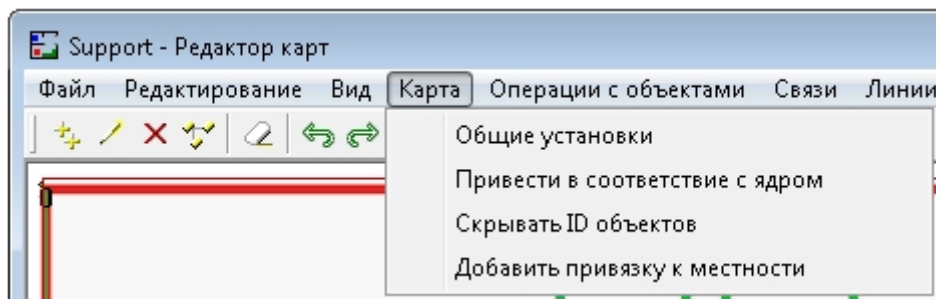 Support - Редактор карт
Файл Редактирование Вид Карта Операции с объектами Связи Линии
Общие установки
Привести в соответствие с ядром
Скрывать ID объектов
Добавить привязку к местности